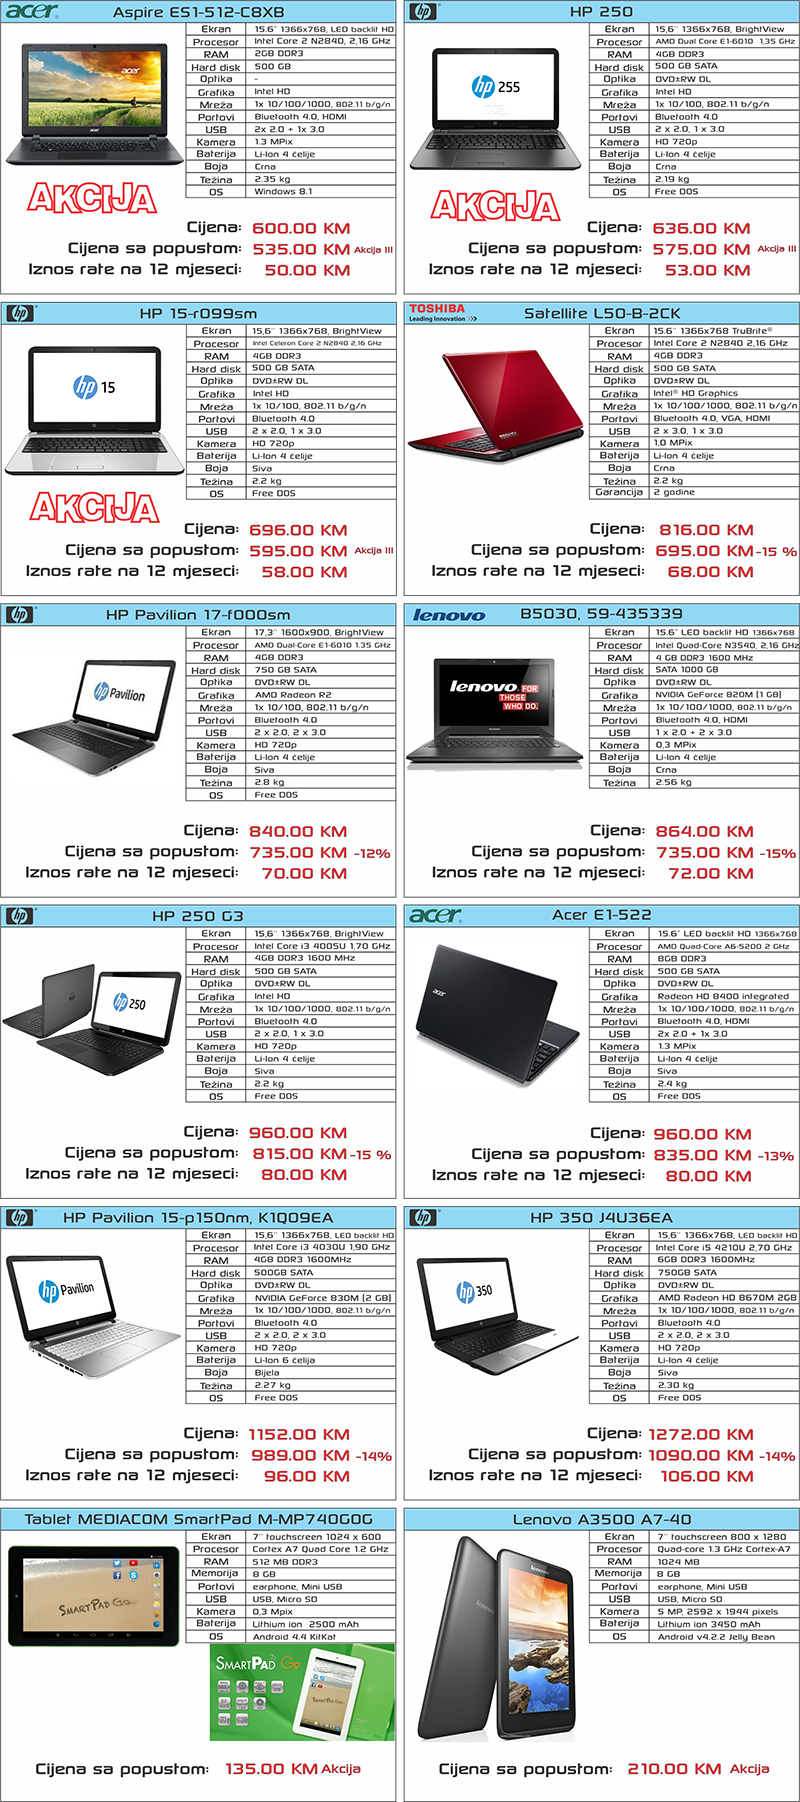 acer
Aspire ES1-512-C8XB
Ekran 15.6" 1366x768, LED backlit HD
Procesor Intel Core 2 N2840, 2,16 GHz
RAM 2GB DDR3
Hard disk 500 GB
Optika -
Grafika Intel HD
Mreža 1x 10/100/1000, 802.11 b/g/n
Portovi Bluetooth 4.0, HDMI
USB 2x 2.0 + 1x 3.0
Kamera 1.3 MPix
Baterija Li-Ion 4 ćelije
Boja Crna
Težina 2.35 kg
OS Windows 8.1
AKCIJA
Cijena: 600.00 KM
Cijena sa popustom: 535.00 KM Akcija III
Iznos rate na 12 mjeseci: 50.00 KM
hp
HP 250
Ekran 15,6" 1366x768, BrightView
Procesor AMD Dual Core E1-6010 1,35 GHz
RAM 4GB DDR3
Hard disk 500 GB SATA
Optika DVD±RW DL
Grafika Intel HD
Mreža 1x 10/100/1000, 802.11 b/g/n
Portovi Bluetooth 4.0
USB 2 x 2.0, 1 x 3.0
Kamera HD 720p
Baterija Li-Ion 4 ćelije
Boja Crna
Težina 2.19 kg
OS Free DOS
hp 255
AKCIJA
Cijena: 636.00 KM
Cijena sa popustom: 575.00 KM Akcija III
Iznos rate na 12 mjeseci: 53.00 KM
hp
HP 15-r099sm
Ekran 15,6" 1366x768, BrightView
Procesor Intel Celeron Core 2 N2840 2,16 GHz
RAM 4GB DDR3
Hard disk 500 GB SATA
Optika DVD±RW DL
Grafika Intel HD
Mreža 1x 10/100, 802.11 b/g/n
Portovi Bluetooth 4.0
USB 2 x 2.0, 1 x 3.0
Kamera HD 720p
Baterija Li-Ion 4 ćelije
Boja Siva
Težina 2.2 kg
OS Free DOS
hp 15
AKCIJA
Cijena: 696.00 KM
Cijena sa popustom: 595.00 KM Akcija III
Iznos rate na 12 mjeseci: 58.00 KM
TOSHIBA
Leading Innovation >>>
Satellite L50-B-2CK
Ekran 15.6" 1366x768 TruBrite®
Procesor Intel Core 2 N2840 2,16 GHz
RAM 4GB DDR3
Hard disk 500 GB SATA
Optika DVD±RW DL
Grafika Intel® HD Graphics
Mreža 1x 10/100/1000, 802.11 b/g/n
Portovi Bluetooth 4.0, VGA, HDMI
USB 2 x 3.0, 1 x 3.0
Kamera 1,0 MPix
Baterija Li-Ion 4 ćelije
Boja Crna
Težina 2.2 kg
Garancija 2 godine
Cijena: 816.00 KM
Cijena sa popustom: 695.00 KM -15 %
Iznos rate na 12 mjeseci: 68.00 KM
hp
HP Pavilion 17-f000sm
Ekran 17,3" 1600x900, BrightView
Procesor AMD Dual-Core E1-6010 1.35 GHz
RAM 4GB DDR3
Hard disk 750 GB SATA
Optika DVD±RW DL
Grafika AMD Radeon R2
Mreža 1x 10/100, 802.11 b/g/n
Portovi Bluetooth 4.0
USB 2 x 2.0, 2 x 3.0
Kamera HD 720p
Baterija Li-Ion 4 ćelije
Boja Siva
Težina 2.8 kg
OS Free DOS
hp Pavilion
Cijena: 840.00 KM
Cijena sa popustom: 735.00 KM -12%
Iznos rate na 12 mjeseci: 70.00 KM
lenovo
B5030, 59-435339
Ekran 15.6" LED backlit HD 1366x768
Procesor Intel Quad-Core N3540, 2,16 GHz
RAM 4 GB DDR3 1600 MHz
Hard disk SATA 1000 GB
Optika DVD±RW DL
Grafika NVIDIA GeForce 820M (1 GB)
Mreža 1x 10/100/1000, 802.11 b/g/n
Portovi Bluetooth 4.0, HDMI
USB 1 x 2.0 + 2 x 3.0
Kamera 0,3 MPix
Baterija Li-Ion 4 ćelije
Boja Crna
Težina 2.56 kg
lenovo FOR THOSE WHO DO.
Cijena: 864.00 KM
Cijena sa popustom: 735.00 KM -15%
Iznos rate na 12 mjeseci: 72.00 KM
hp
HP 250 G3
Ekran 15,6" 1366x768, BrightView
Procesor Intel Core i3 4005U 1,70 GHz
RAM 4GB DDR3 1600 MHz
Hard disk 500 GB SATA
Optika DVD±RW DL
Grafika Intel HD
Mreža 1x 10/100/1000, 802.11 b/g/n
Portovi Bluetooth 4.0
USB 2 x 2.0, 1 x 3.0
Kamera HD 720p
Baterija Li-Ion 4 ćelije
Boja Siva
Težina 2.2 kg
OS Free DOS
hp 250
Cijena: 960.00 KM
Cijena sa popustom: 815.00 KM -15 %
Iznos rate na 12 mjeseci: 80.00 KM
acer
Acer E1-522
Ekran 15.6" LED backlit HD 1366x768
Procesor AMD Quad-Core A6-5200 2 GHz
RAM 8GB DDR3
Hard disk 500 GB SATA
Optika DVD±RW DL
Grafika Radeon HD 8400 integrated
Mreža 1x 10/100/1000, 802.11 b/g/n
Portovi Bluetooth 4.0, HDMI
USB 2x 2.0 + 1x 3.0
Kamera 1.3 MPix
Baterija Li-Ion 4 ćelije
Boja Siva
Težina 2.4 kg
OS Free DOS
acer
Cijena: 960.00 KM
Cijena sa popustom: 835.00 KM -13%
Iznos rate na 12 mjeseci: 80.00 KM
hp
HP Pavilion 15-p150nm, K1Q09EA
Ekran 15,6" 1366x768, LED backlit HD
Procesor Intel Core i3 4030U 1,90 GHz
RAM 4GB DDR3 1600MHz
Hard disk 500GB SATA
Optika DVD±RW DL
Grafika NVIDIA GeForce 830M (2 GB)
Mreža 1x 10/100/1000, 802.11 b/g/n
Portovi Bluetooth 4.0
USB 2 x 2.0, 2 x 3.0
Kamera HD 720p
Baterija Li-Ion 6 ćelija
Boja Bijela
Težina 2.27 kg
OS Free DOS
hp Pavilion
Cijena: 1152.00 KM
Cijena sa popustom: 989.00 KM -14%
Iznos rate na 12 mjeseci: 96.00 KM
hp
HP 350 J4U36EA
Ekran 15,6" 1366x768, LED backlit HD
Procesor Intel Core i5 4210U 2,70 GHz
RAM 6GB DDR3 1600MHz
Hard disk 750GB SATA
Optika DVD±RW DL
Grafika AMD Radeon HD 8670M 2GB
Mreža 1x 10/100/1000, 802.11 b/g/n
Portovi Bluetooth 4.0
USB 2 x 2.0, 2 x 3.0
Kamera HD 720p
Baterija Li-Ion 4 ćelije
Boja Siva
Težina 2.30 kg
OS Free DOS
hp 350
Cijena: 1272.00 KM
Cijena sa popustom: 1090.00 KM -14%
Iznos rate na 12 mjeseci: 106.00 KM
Tablet MEDIACOM SmartPad M-MP740GOG
Ekran 7" touchscreen 1024 x 600
Procesor Cortex A7 Quad Core 1.2 GHz
RAM 512 MB DDR3
Memorija 8 GB
Portovi earphone, Mini USB
USB USB, Micro SD
Kamera 0,3 Mpix
Baterija Lithium ion 2500 mAh
OS Android 4.4 KitKat
SMARTPAD GO
SMARTPAD 7.0 Go
Cijena sa popustom: 135.00 KM Akcija
Lenovo A3500 A7-40
Ekran 7" touchscreen 800 x 1280
Procesor Quad-core 1.3 GHz Cortex-A7
RAM 1024 MB
Memorija 8 GB
Portovi earphone, Mini USB
USB USB, Micro SD
Kamera 5 MP, 2592 x 1944 pixels
Baterija Lithium ion 3450 mAh
OS Android v4.2.2 Jelly Bean
lenovo
Cijena sa popustom: 210.00 KM Akcija